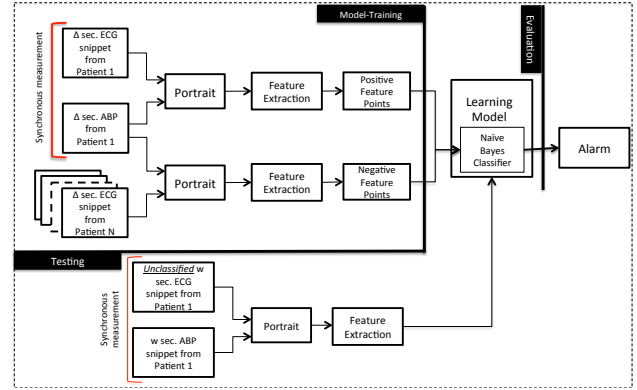 Model-Training
Evaluation
Synchronous measurement
Δ sec. ECG
snippet
from
Patient 1
Δ sec. ABP
from
Patient 1
Δ sec. ECG
snippet
from
Patient N
Portrait
Feature
Extraction
Positive
Feature
Points
Portrait
Feature
Extraction
Negative
Feature
Points
Learning
Model
Naïve
Bayes
Classifier
Alarm
Testing
Synchronous
measurement
Unclassified w
sec. ECG
snippet from
Patient 1
w sec. ABP
snippet from
Patient 1
Portrait
Feature
Extraction